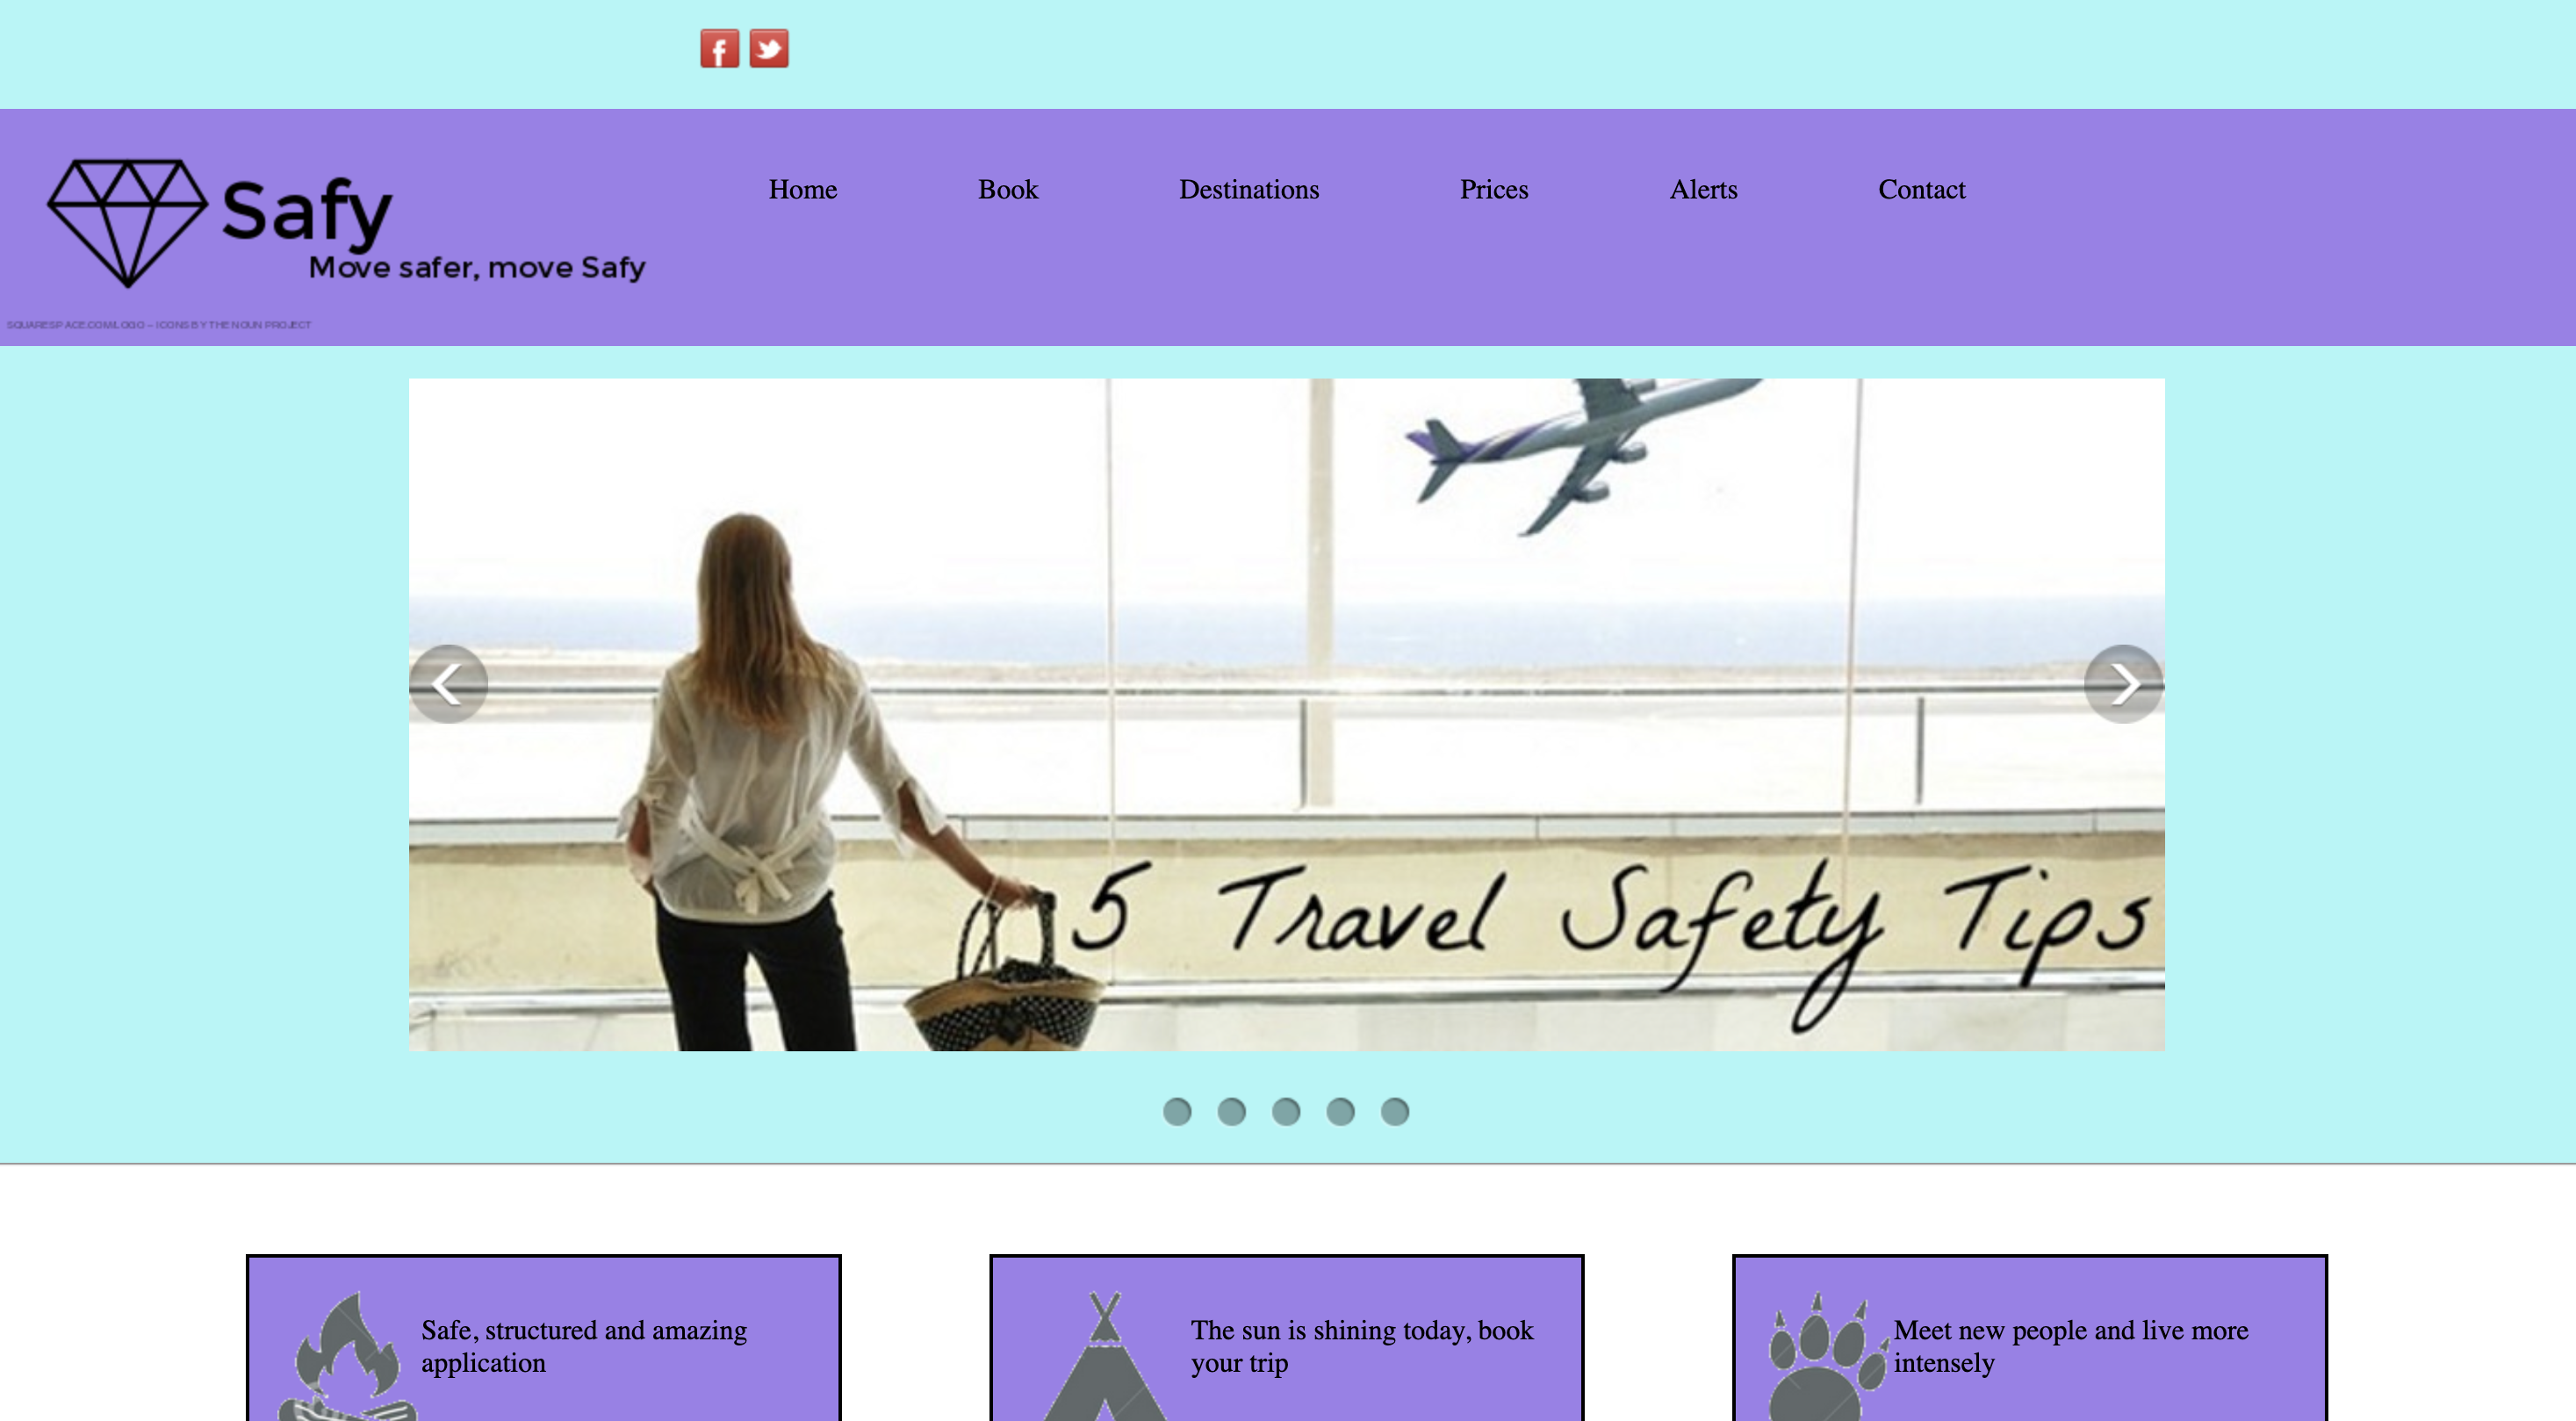 Safy
Move safer, move Safy
SQUARESPACE.COM/LOGO – ICONS BY THE NOUN PROJECT
Home
Book
Destinations
Prices
Alerts
Contact
5 Travel Safety Tips
Safe, structured and amazing
application
The sun is shining today, book
your trip
Meet new people and live more
intensely